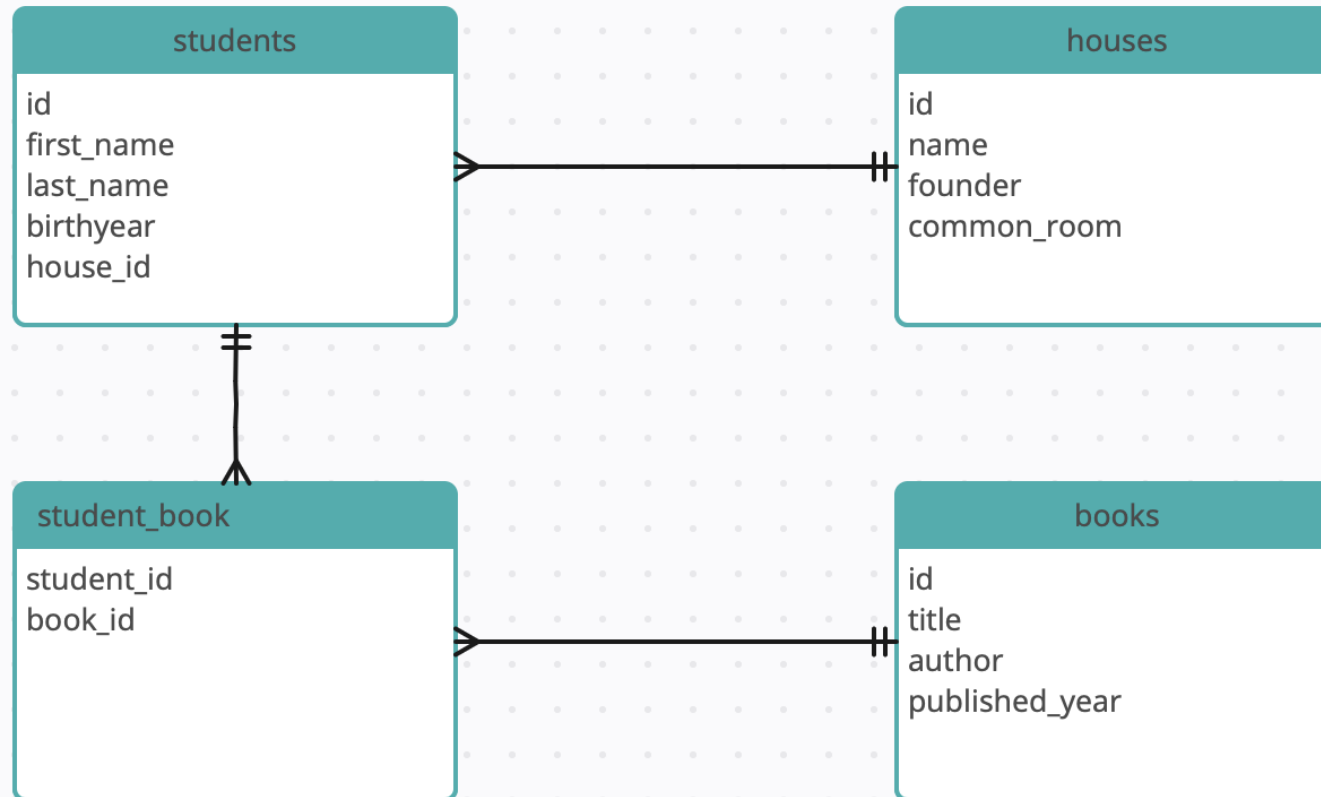 students
id
first_name
last_name
birthyear
house_id
houses
id
name
founder
common_room
student_book
student_id
book_id
books
id
title
author
published_year